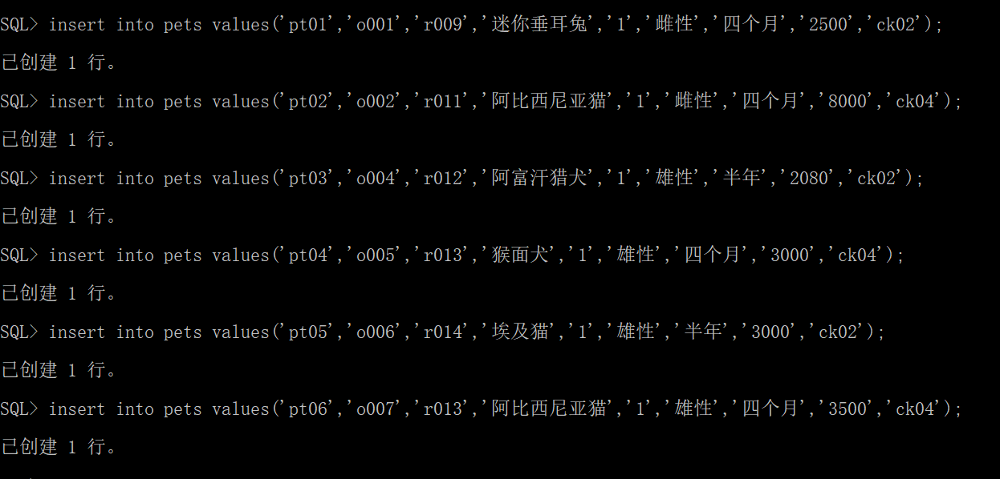 SQL> insert into pets values('pt01','o001','r009','迷你垂耳兔','1','雌性','四个月','2500','ck02');
已创建 1 行。
SQL> insert into pets values('pt02','o002','r011','阿比西尼亚猫','1','雌性','四个月','8000','ck04');
已创建 1 行。
SQL> insert into pets values('pt03','o004','r012','阿富汗猎犬','1','雄性','半年','2080','ck02');
已创建 1 行。
SQL> insert into pets values('pt04','o005','r013','猴面犬','1','雄性','四个月','3000','ck04');
已创建 1 行。
SQL> insert into pets values('pt05','o006','r014','埃及猫','1','雄性','半年','3000','ck02');
已创建 1 行。
SQL> insert into pets values('pt06','o007','r013','阿比西尼亚猫','1','雄性','四个月','3500','ck04');
已创建 1 行。